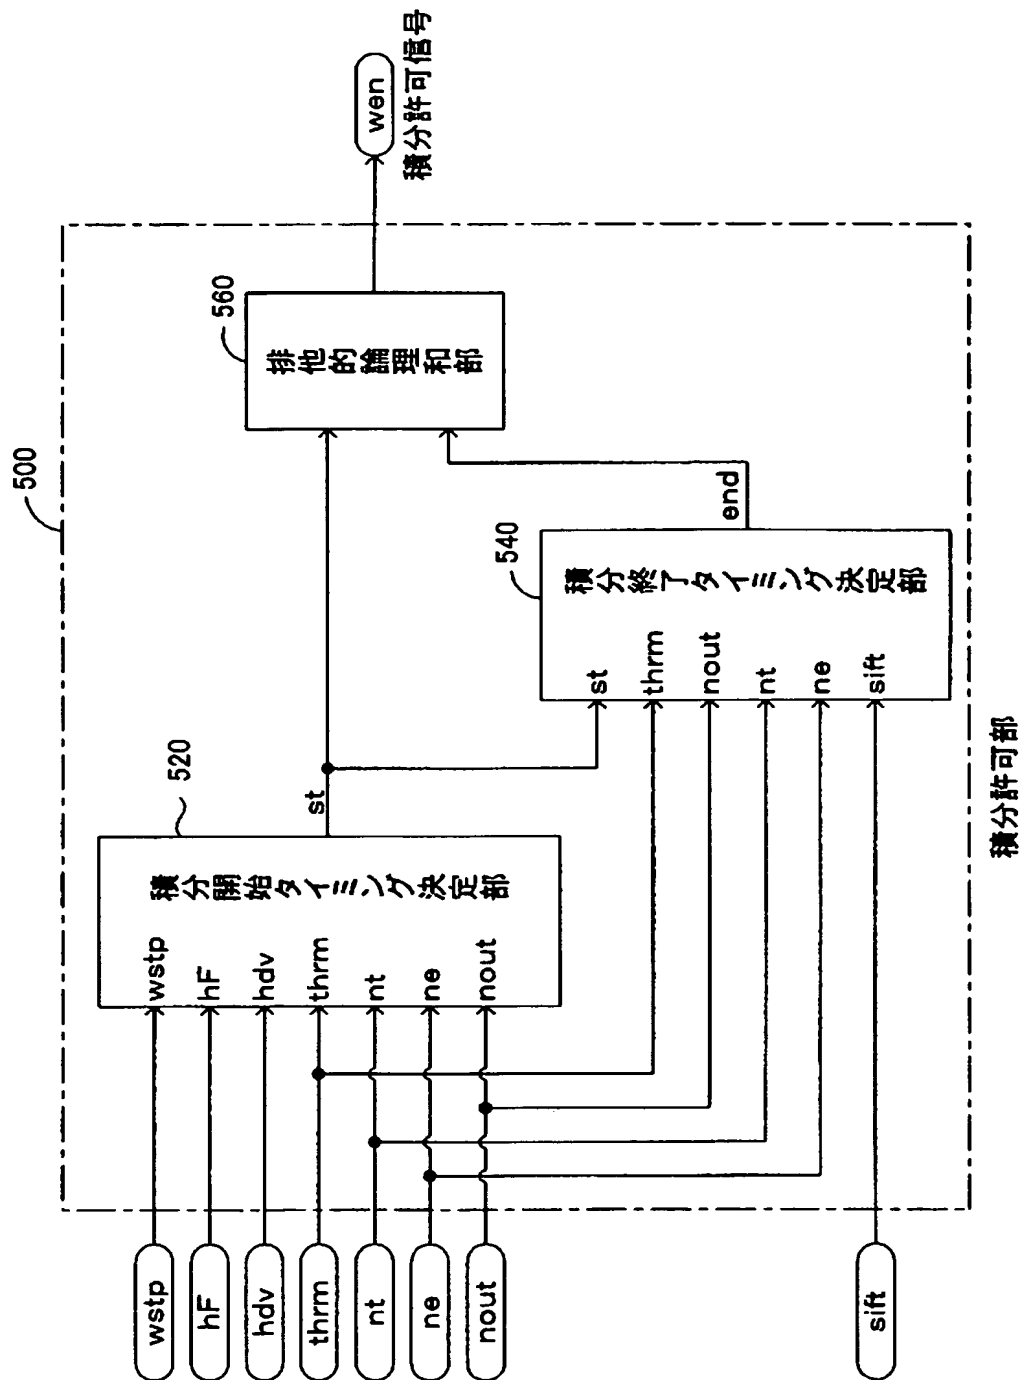 500
wstp
hF
hdv
thrm
nt
ne
nout
sift
520
wstp
hF
hdv
thrm
nt
ne
nout
積分開始タイミング決定部
st
540
st
thrm
nout
nt
ne
sift
積分終了タイミング決定部
end
560
排他的論理和部
wen
積分許可信号
積分許可部